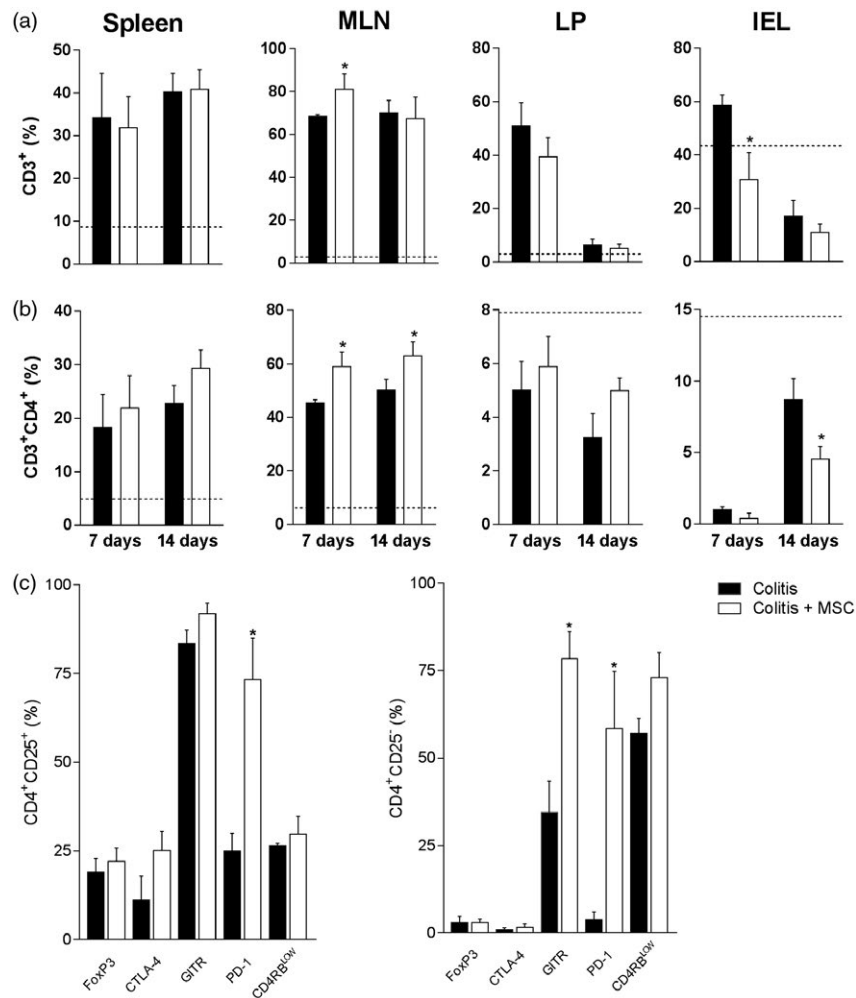 (a) Spleen MLN LP IEL
CD3+ (%)
50 40 30 20 10 0
100 80 60 40 20 0
80 60 40 20 0
80 60 40 20 0
* *
(b)
CD3+CD4+ (%)
40 30 20 10 0
80 60 40 20 0
8 6 4 2 0
15 10 5 0
* * *
7 days 14 days 7 days 14 days 7 days 14 days 7 days 14 days
(c)
CD4+CD25+ (%)
100 75 50 25 0
*
FoxP3 CTLA-4 GITR PD-1 CD4RBLOW
CD4+CD25- (%)
100 75 50 25 0
* *
FoxP3 CTLA-4 GITR PD-1 CD4RBLOW
Colitis
Colitis + MSC